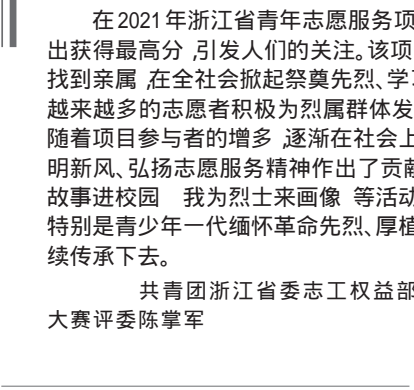 在2021年浙江省青年志愿服务项
出获得最高分,引发人们的关注。该项
找到亲属,在全社会掀起祭奠先烈、学
越来越多的志愿者积极为烈属群体发
随着项目参与者的增多,逐渐在社会上
明新风、弘扬志愿服务精神作出了贡献
故事进校园 我为烈士来画像 等活动
特别是青少年一代缅怀革命先烈、厚植
续传承下去。
共青团浙江省委志工权益部
大赛评委陈掌军